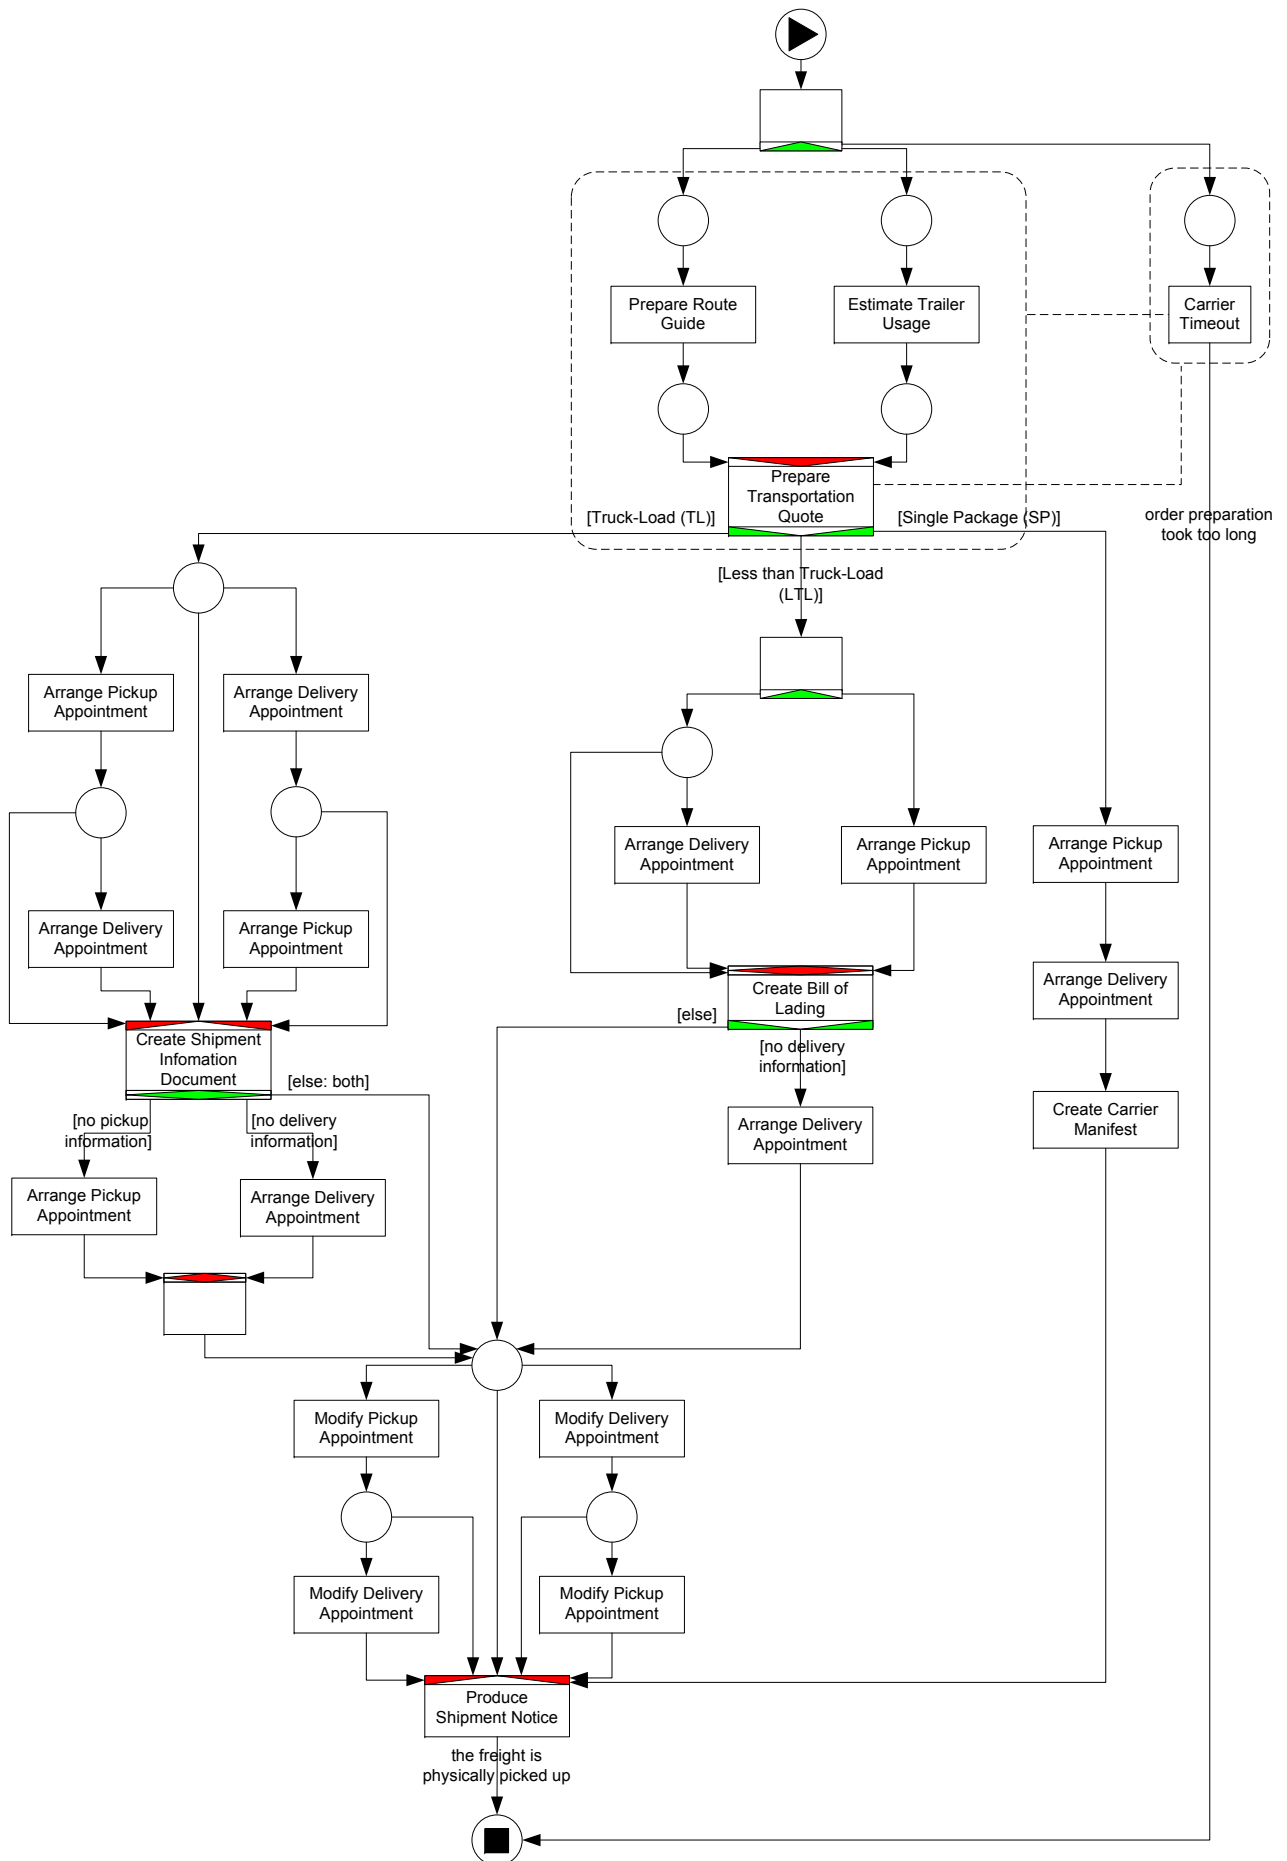 Prepare Route
Guide
Estimate Trailer
Usage
Carrier
Timeout
Prepare
Transportation
Quote
[Truck-Load (TL)]
[Single Package (SP)]
order preparation
took too long
[Less than Truck-Load
(LTL)]
Arrange Pickup
Appointment
Arrange Delivery
Appointment
Arrange Delivery
Appointment
Arrange Pickup
Appointment
Arrange Pickup
Appointment
Arrange Delivery
Appointment
Arrange Pickup
Appointment
Arrange Delivery
Appointment
Create Bill of
Lading
[else]
[no delivery
information]
Create Shipment
Infomation
Document
[else: both]
[no pickup
information]
[no delivery
information]
Arrange Delivery
Appointment
Create Carrier
Manifest
Arrange Pickup
Appointment
Arrange Delivery
Appointment
Modify Pickup
Appointment
Modify Delivery
Appointment
Modify Delivery
Appointment
Modify Pickup
Appointment
Produce
Shipment Notice
the freight is
physically picked up